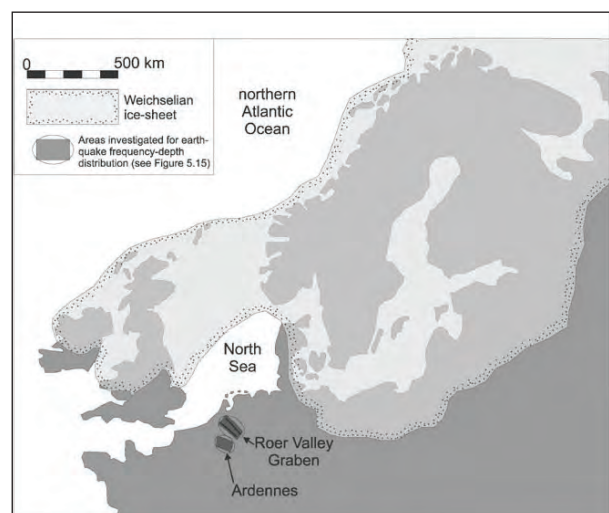 0 500 km
Weichselian
ice-sheet
Areas investigated for earth-
quake frequency-depth
distribution (see Figure 5.15)
northern
Atlantic
Ocean
North
Sea
Roer Valley
Graben
Ardennes